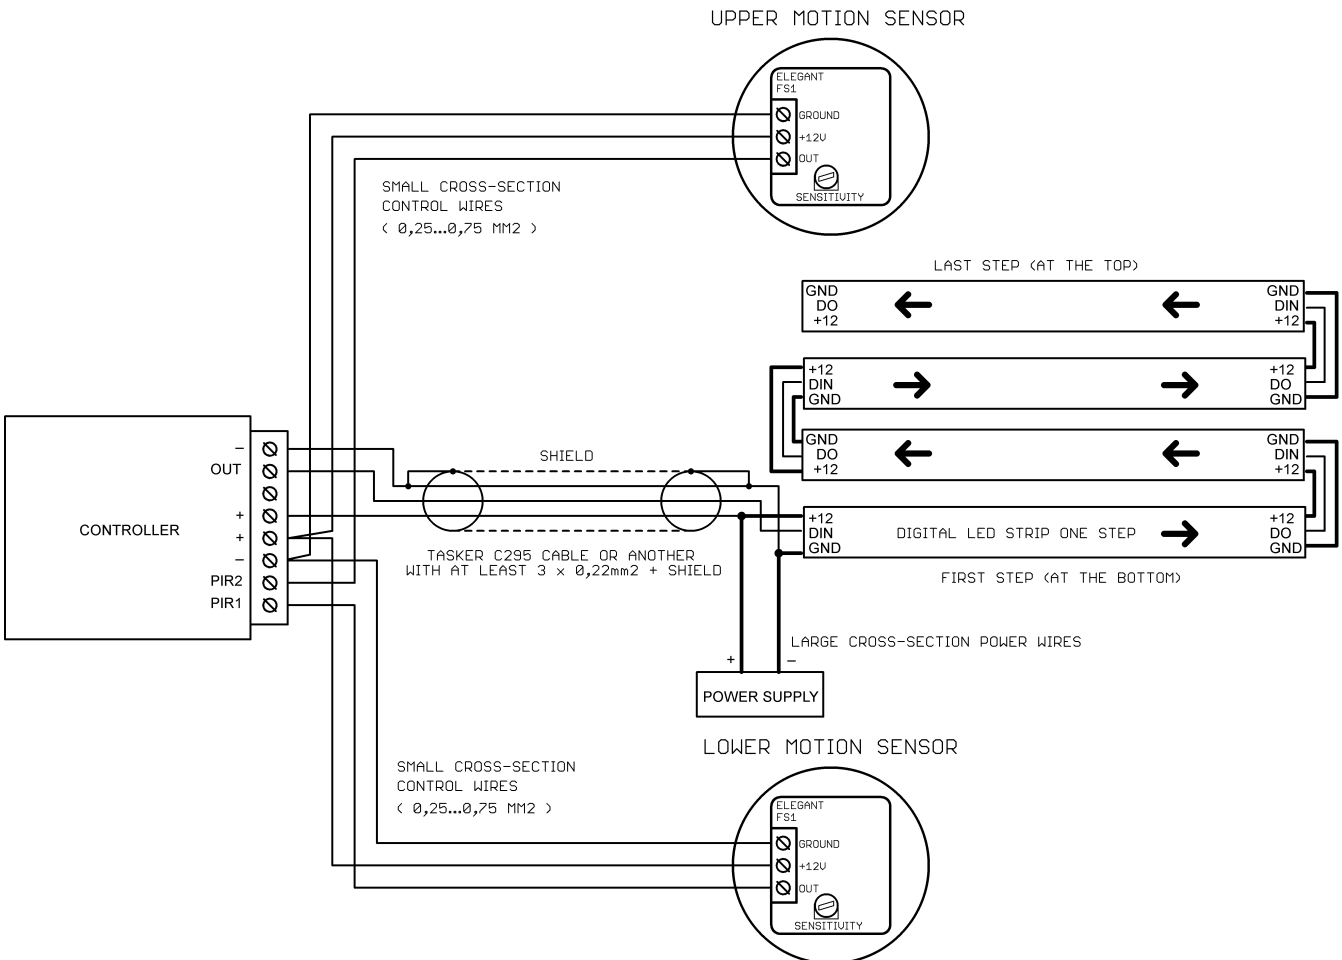 UPPER MOTION SENSOR
ELEGANT
FS1
GROUND
+12V
OUT
SENSITIVITY
SMALL CROSS-SECTION
CONTROL WIRES
( 0,25...0,75 MM2 )
LAST STEP (AT THE TOP)
GND
DO
+12
GND
DIN
+12
+12
DIN
GND
+12
DO
GND
GND
DO
+12
GND
DIN
+12
+12
DIN
GND
DIGITAL LED STRIP ONE STEP
+12
DO
GND
FIRST STEP (AT THE BOTTOM)
CONTROLLER
−
OUT
+
+
−
PIR2
PIR1
SHIELD
TASKER C295 CABLE OR ANOTHER
WITH AT LEAST 3 x 0,22mm2 + SHIELD
LARGE CROSS-SECTION POWER WIRES
+ −
POWER SUPPLY
LOWER MOTION SENSOR
SMALL CROSS-SECTION
CONTROL WIRES
( 0,25...0,75 MM2 )
ELEGANT
FS1
GROUND
+12V
OUT
SENSITIVITY